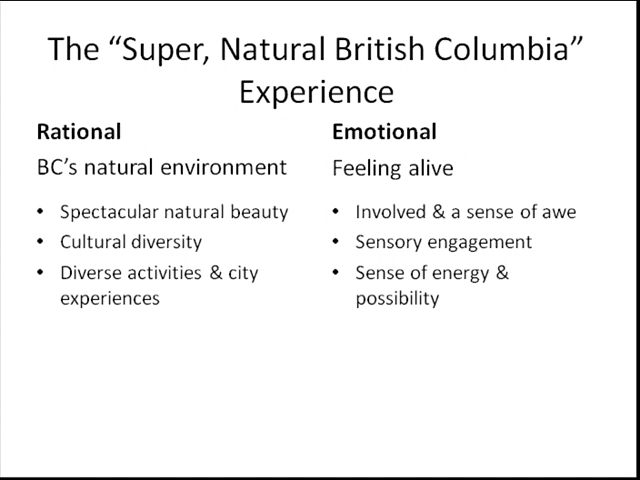 The “Super, Natural British Columbia”
Experience
Rational
BC’s natural environment
• Spectacular natural beauty
• Cultural diversity
• Diverse activities & city
experiences
Emotional
Feeling alive
• Involved & a sense of awe
• Sensory engagement
• Sense of energy &
possibility